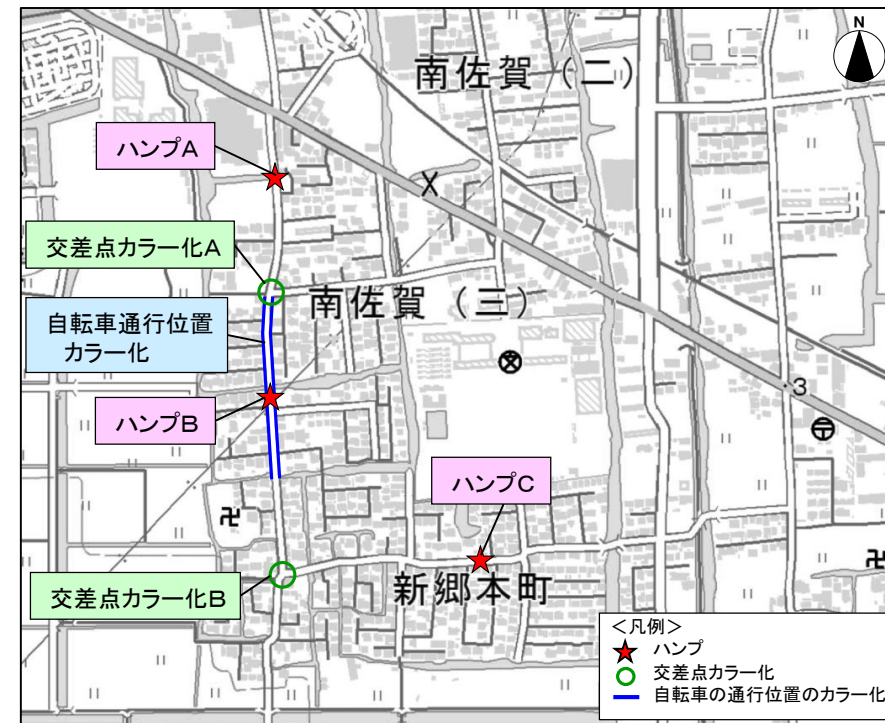 N
南佐賀(二)
ハンプA
交差点カラー化A
南佐賀(三)
自転車通行位置
カラー化
3
ハンプB
ハンプC
新郷本町
交差点カラー化B
<凡例>
ハンプ
交差点カラー化
自転車の通行位置のカラー化